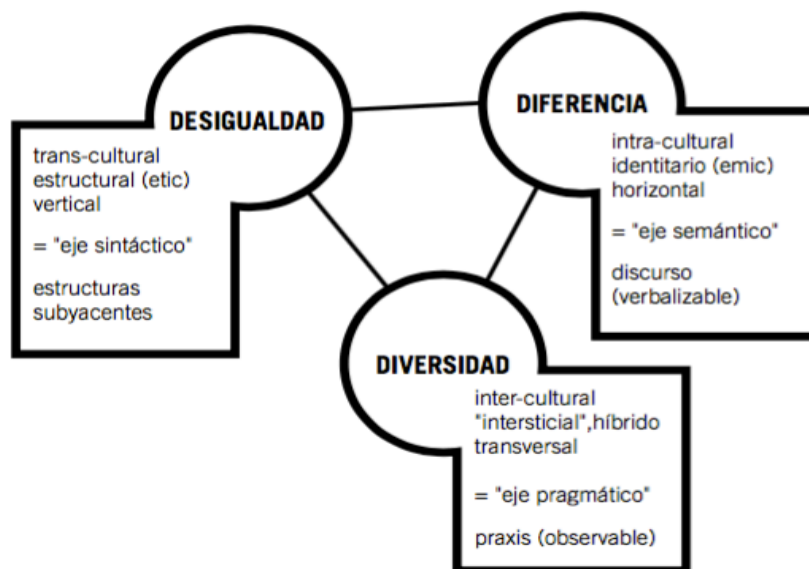 DESIGUALDAD
trans-cultural
estructural (etic)
vertical
= "eje sintáctico"
estructuras
subyacentes
DIFERENCIA
intra-cultural
identitario (emic)
horizontal
= "eje semántico"
discurso
(verbalizable)
DIVERSIDAD
inter-cultural
"intersticial",híbrido
transversal
= "eje pragmático"
praxis (observable)